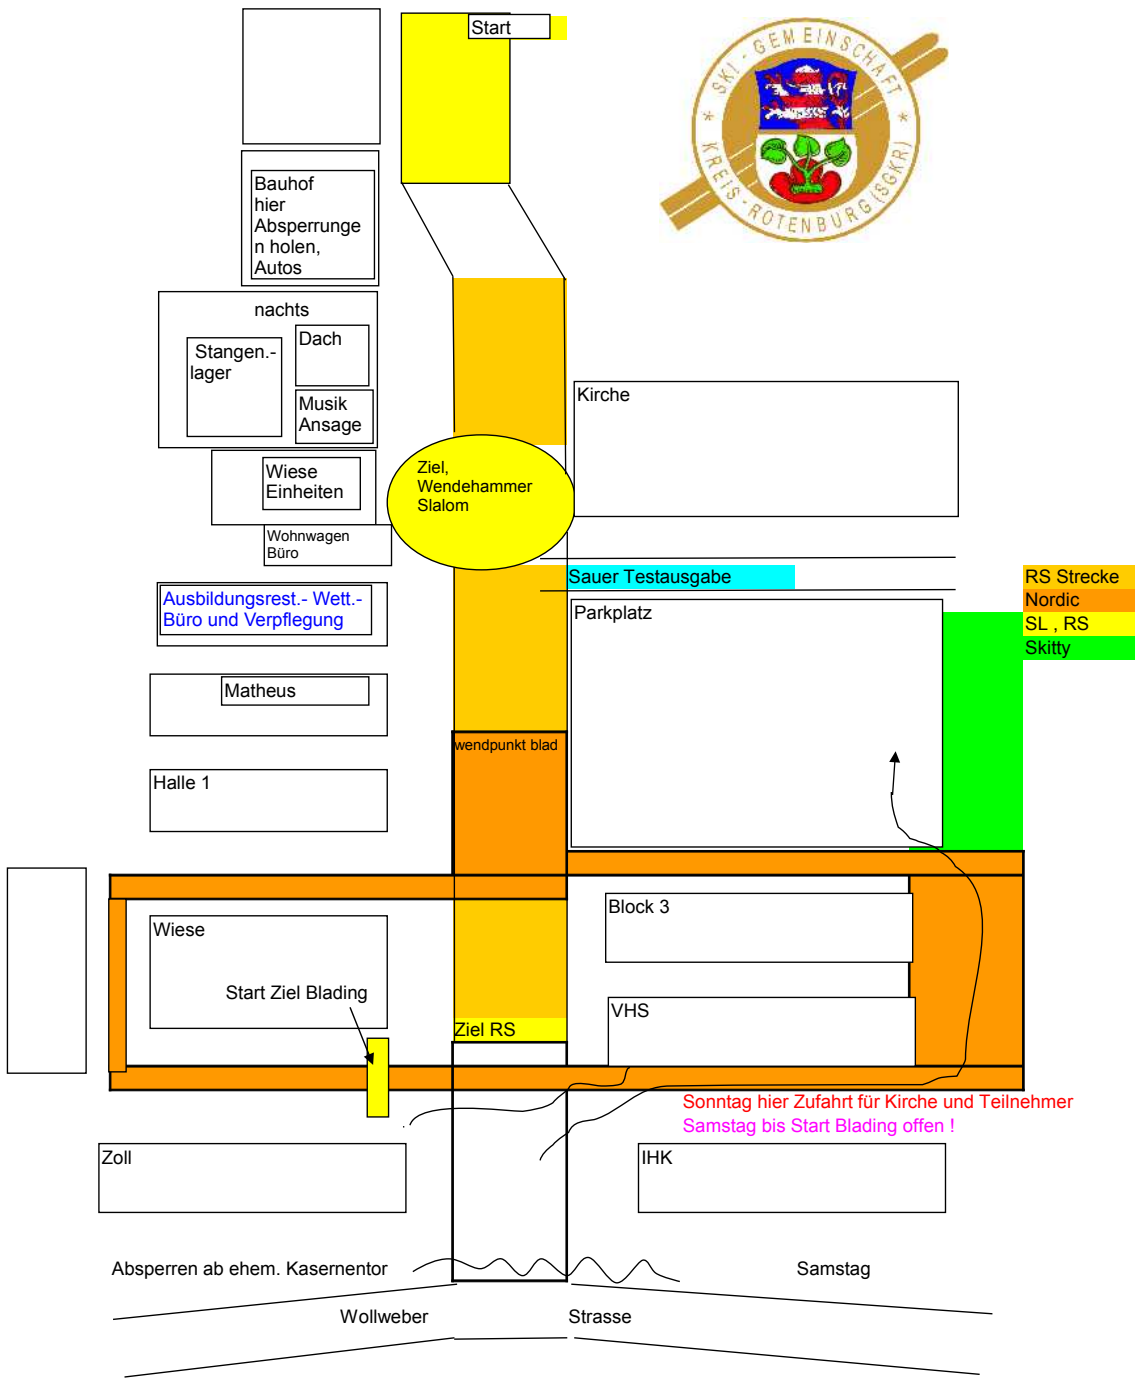 Start
* SKI - GEMEINSCHAFT *
KREIS - ROTENBURG (SGKR)
Bauhof
hier
Absperrunge
n holen,
Autos
nachts
Stangen.-
lager
Dach
Musik
Ansage
Kirche
Wiese
Einheiten
Ziel,
Wendehammer
Slalom
Wohnwagen
Büro
Sauer Testausgabe
RS Strecke
Nordic
SL , RS
Skitty
Ausbildungsrest.- Wett.-
Büro und Verpflegung
Parkplatz
Matheus
wendpunkt blad
Halle 1
Block 3
Wiese
Start Ziel Blading
VHS
Ziel RS
Sonntag hier Zufahrt für Kirche und Teilnehmer
Samstag bis Start Blading offen !
Zoll
IHK
Absperren ab ehem. Kasernentor
Samstag
Wollweber Strasse